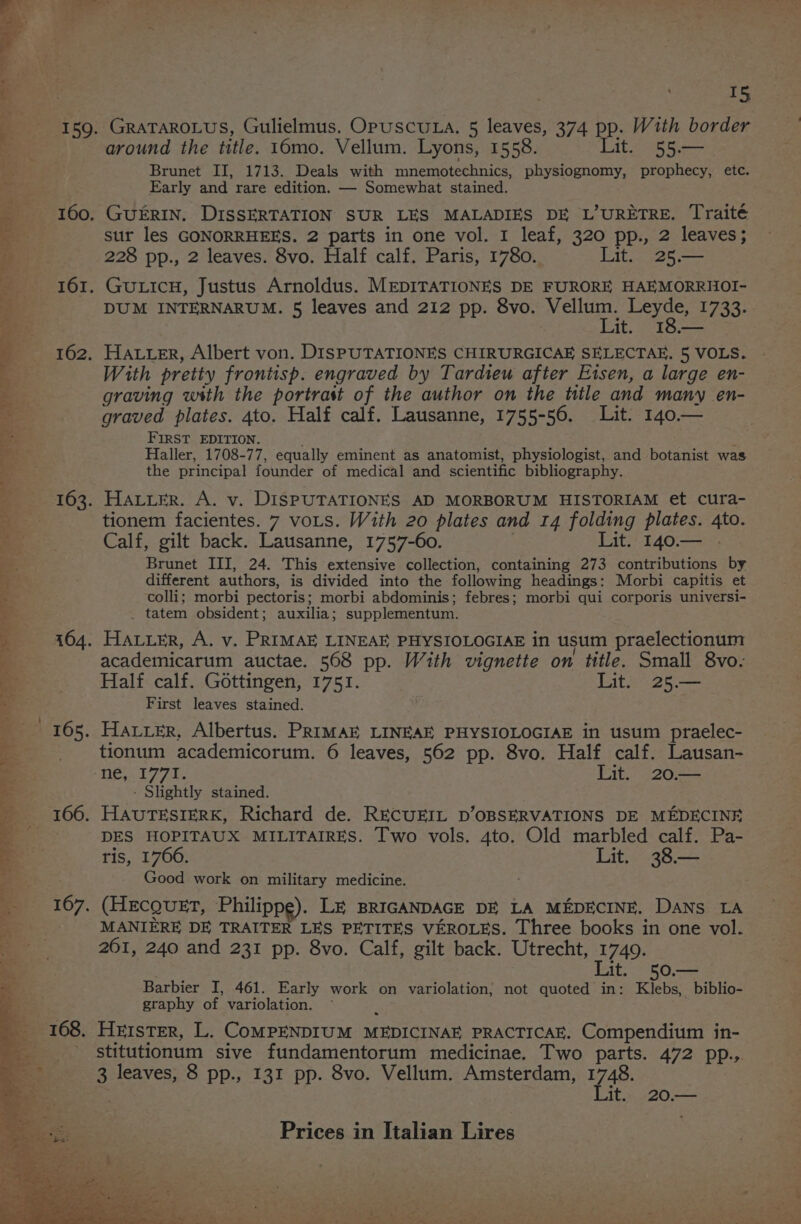 15
159. GRATAROLUS, Gulielmus. OPUSCULA. 5 leaves, 374 pp. With border
around the title. 16mo. Vellum. Lyons, 1558. Lit. 55.—
Brunet II, 1713. Deals with mnemotechnics, physiognomy, prophecy, etc.
Early and rare edition. — Somewhat stained.
160. GUÉRIN. DISSERTATION SUR LES MALADIES DE L'URETRE. Traité
sur les GONORRHEES. 2 parts in one vol. 1 leaf, 320 pp., 2 leaves;
228 pp., 2 leaves. 8vo. Half calf. Paris, 1780. Lit. 25.—
161. GULICH, Justus Arnoldus. MEDITATIONES DE FURORE HAEMORRHOI-
DUM INTERNARUM. 5 leaves and 212 pp. 8vo. Vellum. Leyde, 1733.
Lit. 18.—
162. HALLER, Albert von. DISPUTATIONES CHIRURGICAE SELECTAE. 5 VOLS.
With pretty frontisp. engraved by Tardieu after Eisen, a large en-
graving with the portrait of the author on the title and many en-
graved plates. 4to. Half calf. Lausanne, 1755-56. Lit. 140.—
FIRST EDITION.
Haller, 1708-77, equally eminent as anatomist, physiologist, and botanist was
the principal founder of medical and scientific bibliography.
163. HALLER. A. v. DISPUTATIONES AD MORBORUM HISTORIAM et cura-
tionem facientes. 7 VOLS. With 20 plates and 14 folding plates. 4to.
Calf, gilt back. Lausanne, 1757-60. Lit. 140.—
Brunet III, 24. This extensive collection, containing 273 contributions by
different authors, is divided into the following headings: Morbi capitis et
colli; morbi pectoris; morbi abdominis; febres; morbi qui corporis universi-
tatem obsident; auxilia; supplementum.
164. HALLER, A. v. PRIMAE LINEAE PHYSIOLOGIAE in usum praelectionum
academicarum auctae. 568 pp. With vignette on title. Small 8vo.
Half calf. Göttingen, 1751. Lit. 25.—
First leaves stained.
165. HALLER, Albertus. PRIMAE LINEAE PHYSIOLOGIAE in usum praelec-
tionum academicorum. 6 leaves, 562 pp. 8vo. Half calf. Lausan-
ne, 1771. Lit. 20.—
Slightly stained.
166. HAUTESIERK, Richard de. RECUEIL D'OBSERVATIONS DE MÉDECINE
DES HOPITAUX MILITAIRES. Two vols. 4to. Old marbled calf. Pa-
ris, 1766. Lit. 38.—
Good work on military medicine.
167. (HECQUET, Philippe). LE BRIGANDAGE DE LA MÉDECINE. DANS LA
MANIÈRE DE TRAITER LES PETITES VÉROLES. Three books in one vol.
261, 240 and 231 pp. 8vo. Calf, gilt back. Utrecht, 1749.
Lit. 50.—
Barbier I, 461. Early work on variolation, not quoted in: Klebs, biblio-
graphy of variolation.
168. HEISTER, L. COMPENDIUM MEDICINAE PRACTICAE. Compendium in-
stitutionum sive fundamentorum medicinae. Two parts. 472 pp.,
3 leaves, 8 pp., 131 pp. 8vo. Vellum. Amsterdam, 1748.
Lit. 20.—
Prices in Italian Lires